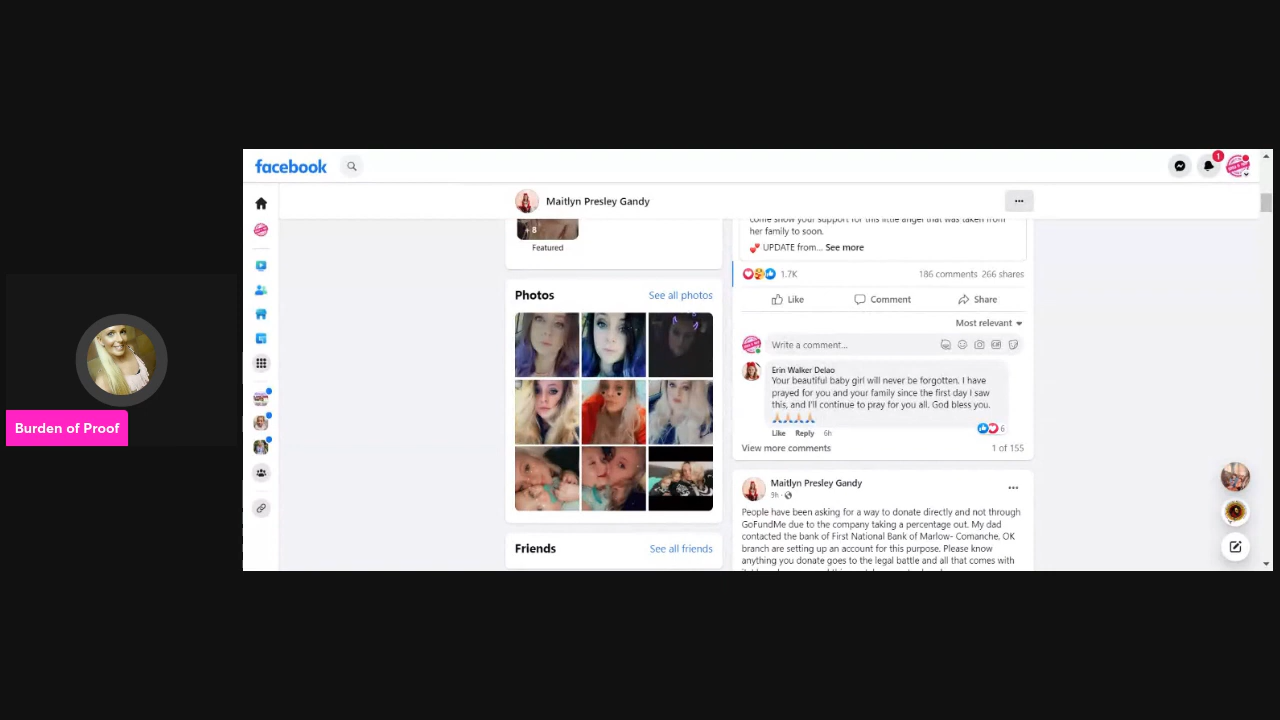 facebook
1
Maitlyn Presley Gandy
+ 8
Featured
come show your support for this little angel that was taken from
her family to soon.
UPDATE from... See more
1.7K
186 comments 266 shares
Like Comment Share
Photos See all photos
Most relevant
Write a comment...
GIF
Erin Walker Delao
Your beautiful baby girl will never be forgotten. I have
prayed for you and your family since the first day I saw
this, and I'll continue to pray for you all. God bless you.
Like Reply 6h
6
View more comments 1 of 155
Burden of Proof
Maitlyn Presley Gandy
9h
People have been asking for a way to donate directly and not through
GoFundMe due to the company taking a percentage out. My dad
contacted the bank of First National Bank of Marlow- Comanche, OK
branch are setting up an account for this purpose. Please know
anything you donate goes to the legal battle and all that comes with
Friends See all friends